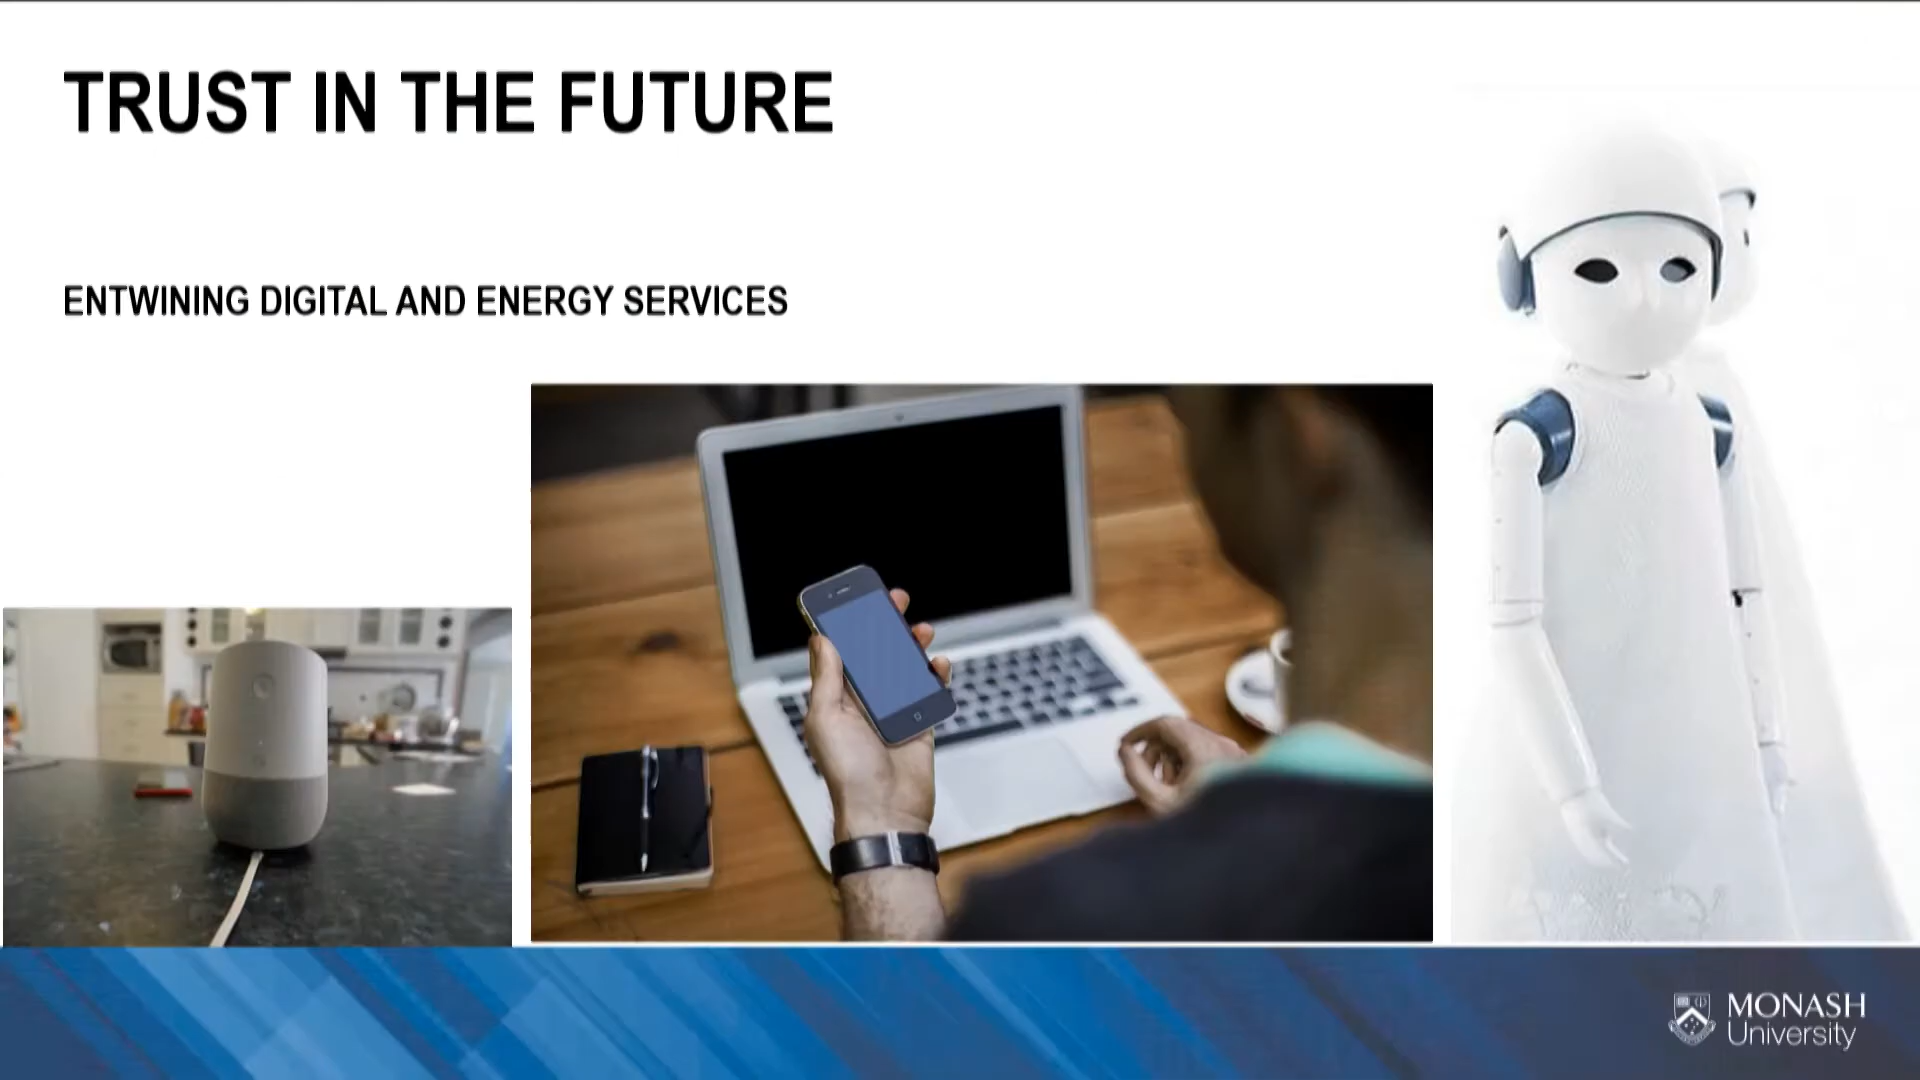 TRUST IN THE FUTURE
ENTWINING DIGITAL AND ENERGY SERVICES
MONASH
University